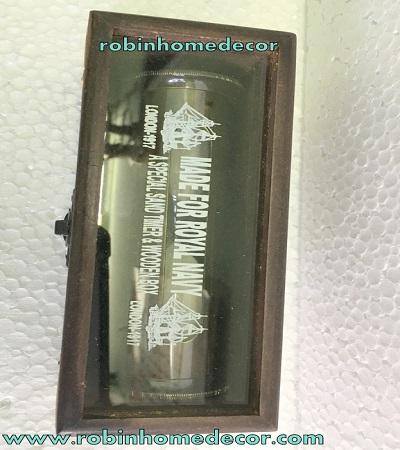 robinhomedecor
LONDON-1917
MADE FOR ROYAL NAVY
A SPECIAL SAND TIMER & WOODEN BOX
LONDON-1917
www.robinhomedecor.com